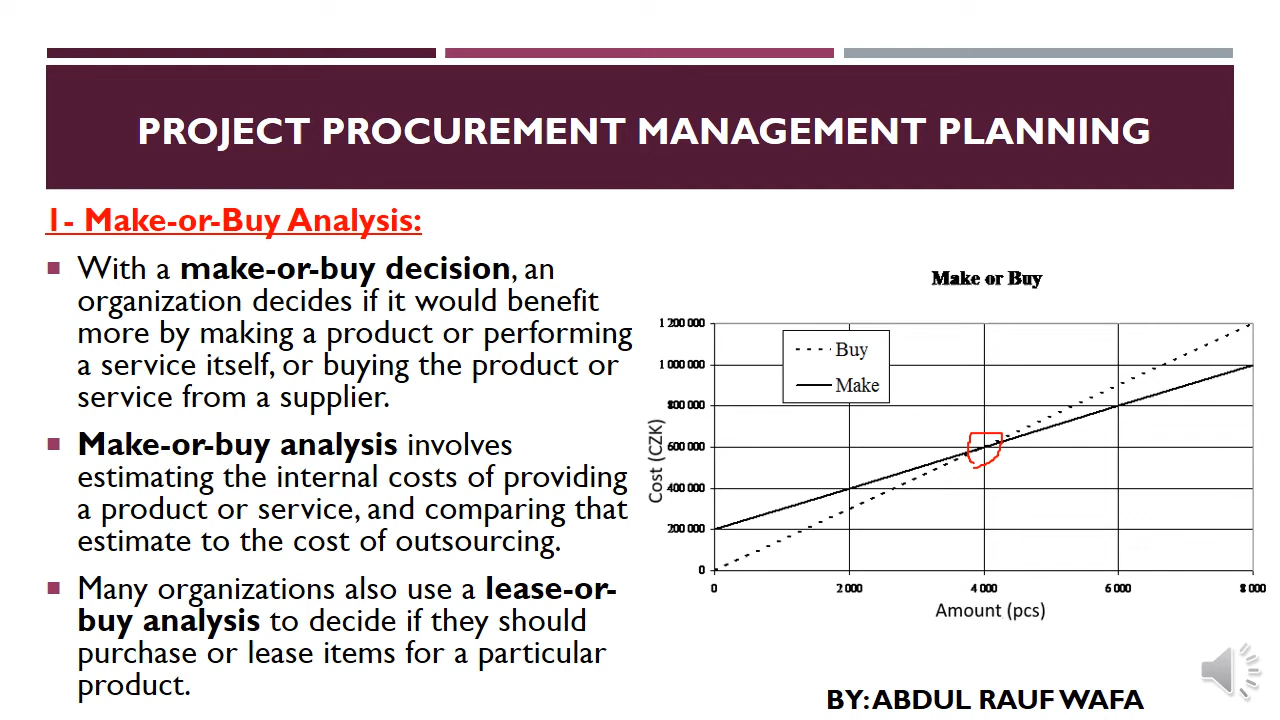 PROJECT PROCUREMENT MANAGEMENT PLANNING
1- Make-or-Buy Analysis:
With a make-or-buy decision, an
organization decides if it would benefit
more by making a product or performing
a service itself, or buying the product or
service from a supplier.
Make-or-buy analysis involves
estimating the internal costs of providing
a product or service, and comparing that
estimate to the cost of outsourcing.
Many organizations also use a lease-or-
buy analysis to decide if they should
purchase or lease items for a particular
product.
Make or Buy
1 200 000
1 000 000
800 000
600 000
400 000
200 000
0
Cost (CZK)
Buy
Make
0 2 000 4 000 6 000 8 000
Amount (pcs)
BY: ABDUL RAUF WAFA